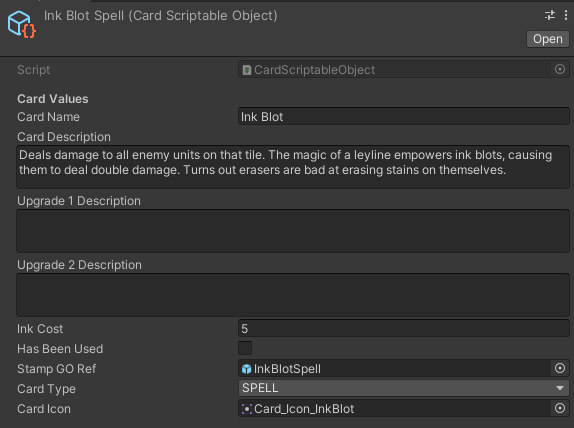 Ink Blot Spell (Card Scriptable Object)
Open
Script CardScriptableObject
Card Values
Card Name Ink Blot
Card Description
Deals damage to all enemy units on that tile. The magic of a leyline empowers ink blots, causing
them to deal double damage. Turns out erasers are bad at erasing stains on themselves.
Upgrade 1 Description
Upgrade 2 Description
Ink Cost 5
Has Been Used
Stamp GO Ref InkBlotSpell
Card Type SPELL
Card Icon Card_Icon_InkBlot